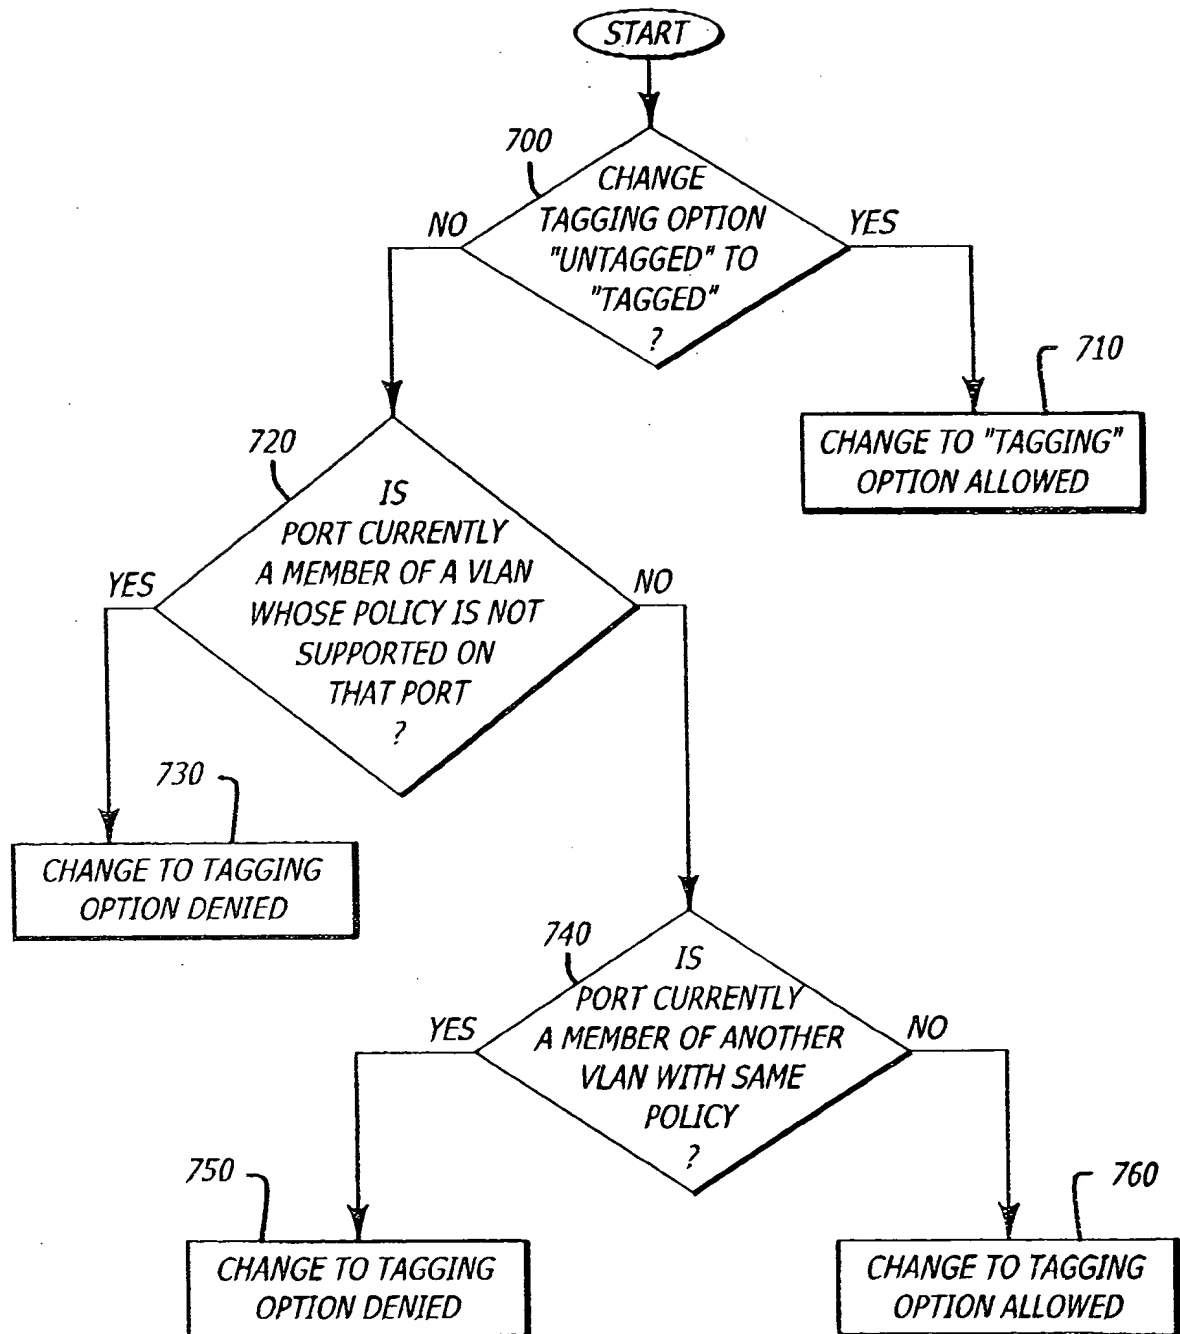 START
700
CHANGE
TAGGING OPTION
"UNTAGGED" TO
"TAGGED"
?
NO
YES
710
CHANGE TO "TAGGING"
OPTION ALLOWED
720
IS
PORT CURRENTLY
A MEMBER OF A VLAN
WHOSE POLICY IS NOT
SUPPORTED ON
THAT PORT
?
YES
NO
730
CHANGE TO TAGGING
OPTION DENIED
740
IS
PORT CURRENTLY
A MEMBER OF ANOTHER
VLAN WITH SAME
POLICY
?
YES
NO
750
CHANGE TO TAGGING
OPTION DENIED
760
CHANGE TO TAGGING
OPTION ALLOWED